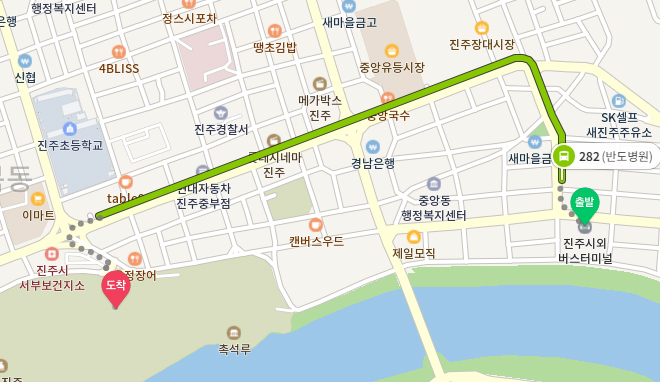 행정복지센터
정스시포차
새마을금고
은행
땡초김밥
진주장대시장
4BLISS
중앙유등시장
신협
메가박스
진주
중앙국수
SK셀프
새진주주유소
진주경찰서
진주초등학교
경남은행
새마을금
282 (반도병원)
데시네마
진주
동
table
현대자동차
진주중부점
중앙동
행정복지센터
출발
이마트
캔버스우드
제일모직
진주시외
버스터미널
진주시
서부보건지소
정장어
도착
촉석루
진주